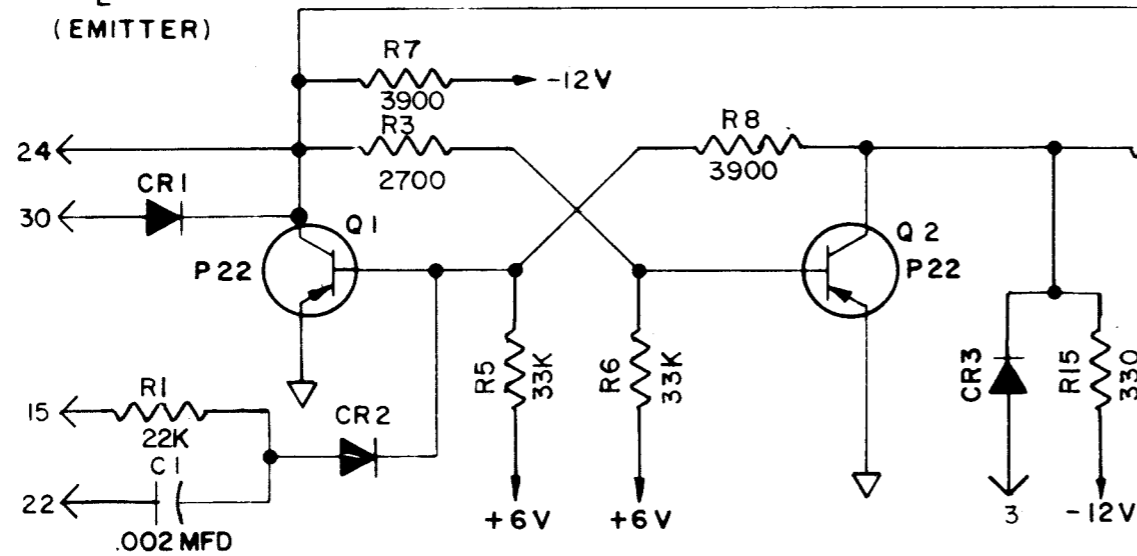 L
(EMITTER)
R7
3900
-12V
R3
2700
R8
3900
24
CR1
30
Q1
P22
Q2
P22
R5
33K
R6
33K
CR3
R15
330
R1
22K
15
CR2
C1
22
.002 MFD
+6V
+6V
3
-12V